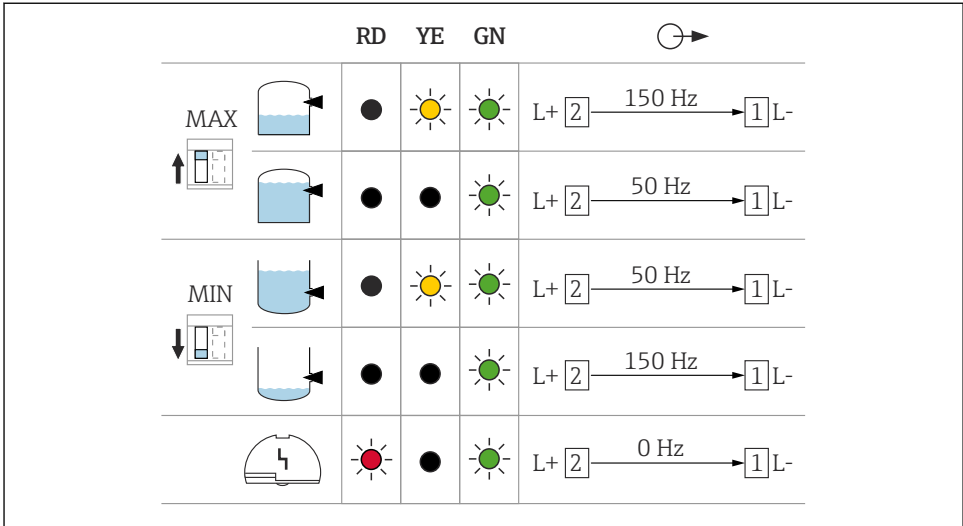 RD YE GN
MAX
L+ 2 150 Hz 1 L-
L+ 2 50 Hz 1 L-
MIN
L+ 2 50 Hz 1 L-
L+ 2 150 Hz 1 L-
L+ 2 0 Hz 1 L-